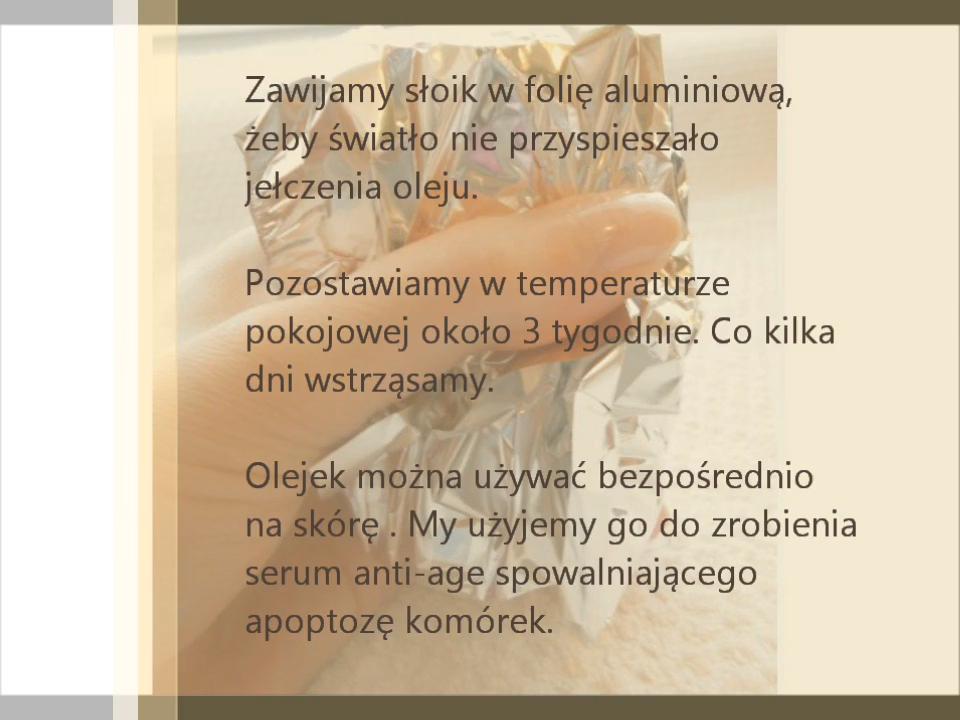 Zawijamy słoik w folię aluminiową,
żeby światło nie przyspieszało
jełczenia oleju.
Pozostawiamy w temperaturze
pokojowej około 3 tygodnie. Co kilka
dni wstrząsamy.
Olejek można używać bezpośrednio
na skórę . My użyjemy go do zrobienia
serum anti-age spowalniającego
apoptozę komórek.